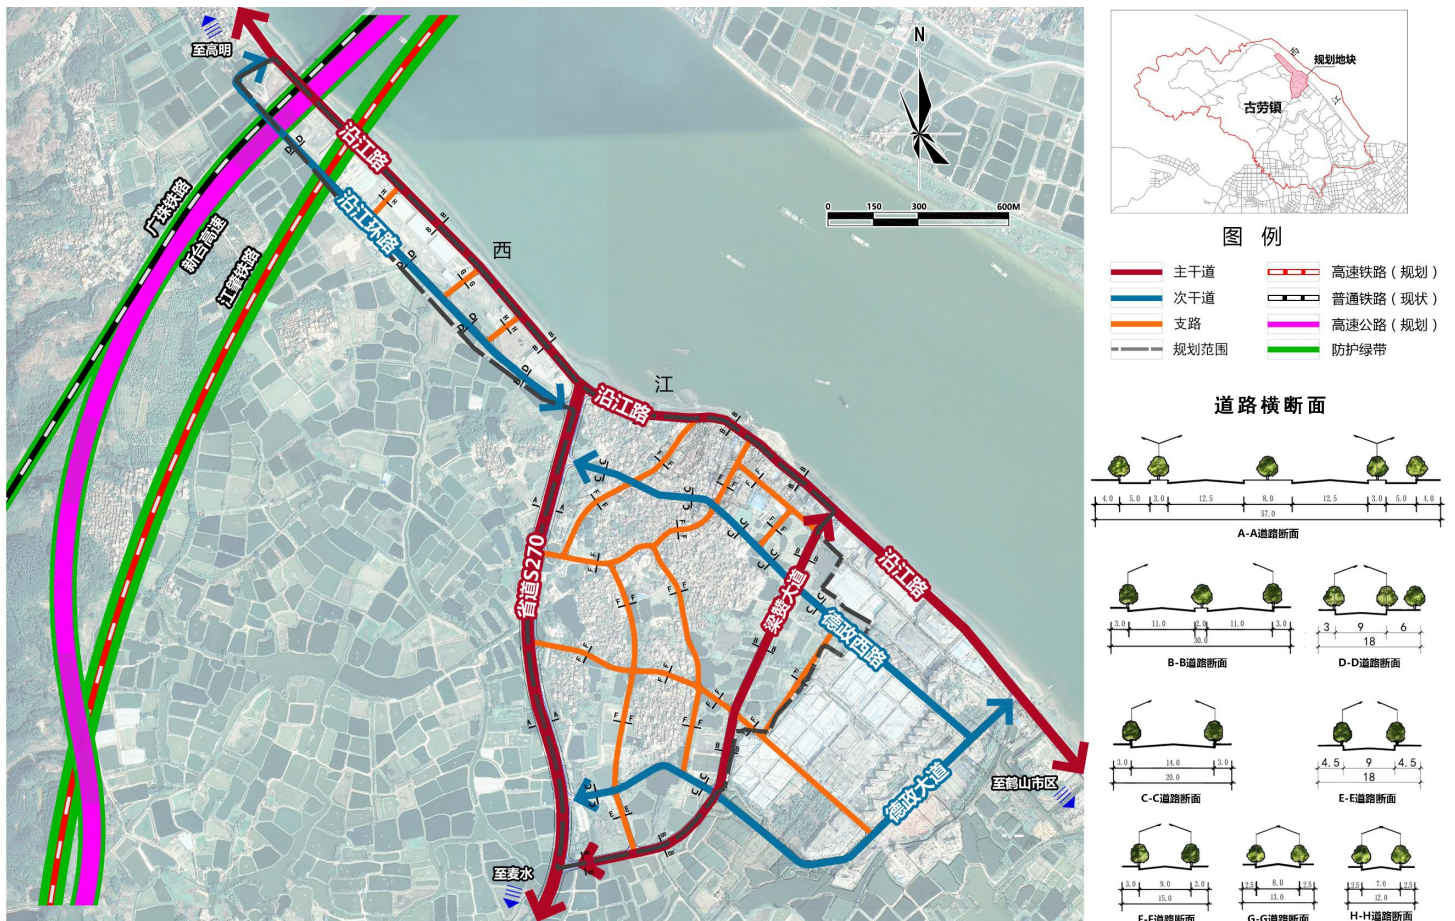 至高明
N
0 150 300 600M
沿江路
沿江环路
广珠铁路
新台高速
江肇铁路
西
江
沿江路
省道S270
梁赞大道
沿江路
德政西路
德政大道
至鹤山市区
至麦水
西
江
规划地块
古劳镇
图 例
主干道
高速铁路（规划）
次干道
普通铁路（现状）
支路
高速公路（规划）
规划范围
防护绿带
道路横断面
4.0 5.0 3.0 12.5 8.0 12.5 3.0 5.0 4.0
57.0
A-A道路断面
3.0 11.0 2.0 11.0 3.0
30.0
B-B道路断面
3 9 6
18
D-D道路断面
3.0 14.0 3.0
20.0
C-C道路断面
4.5 9 4.5
18
E-E道路断面
3.0 9.0 3.0
15.0
F-F道路断面
2.5 8.0 2.5
13.0
G-G道路断面
2.5 7.0 2.5
12.0
H-H道路断面